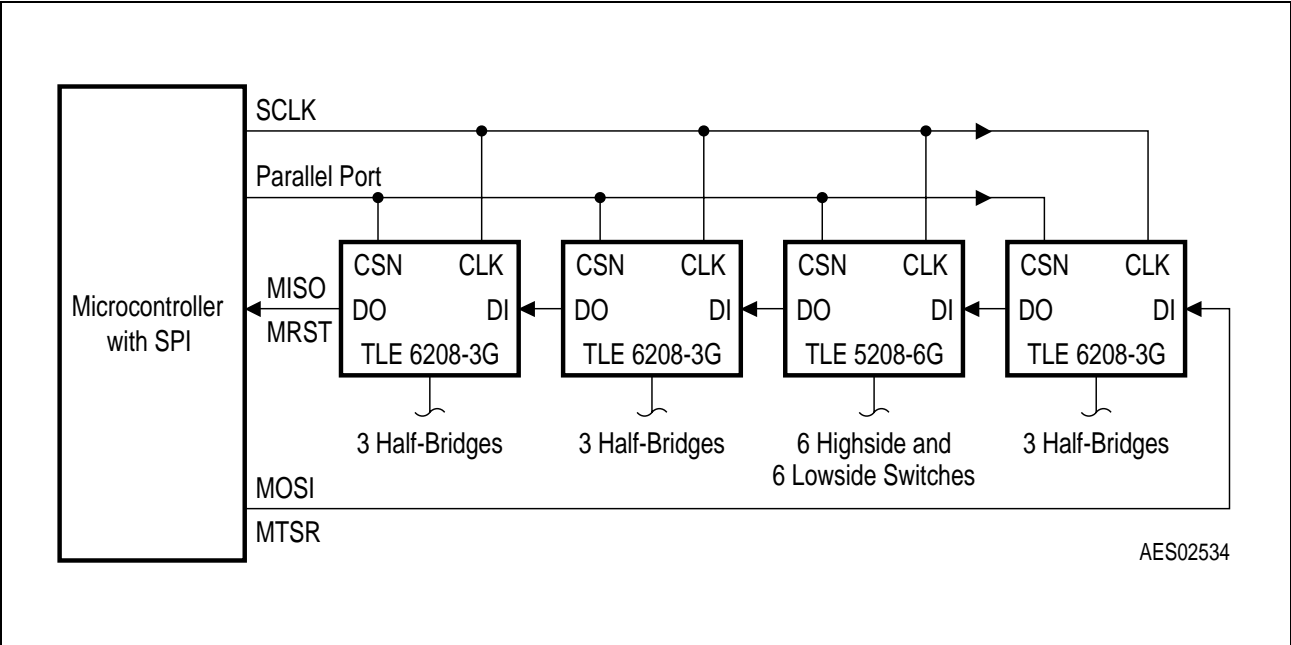 SCLK
Parallel Port
Microcontroller
with SPI
MISO
MRST
CSN CLK
DO DI
TLE 6208-3G
CSN CLK
DO DI
TLE 6208-3G
CSN CLK
DO DI
TLE 5208-6G
CSN CLK
DO DI
TLE 6208-3G
3 Half-Bridges
3 Half-Bridges
6 Highside and
6 Lowside Switches
3 Half-Bridges
MOSI
MTSR
AES02534